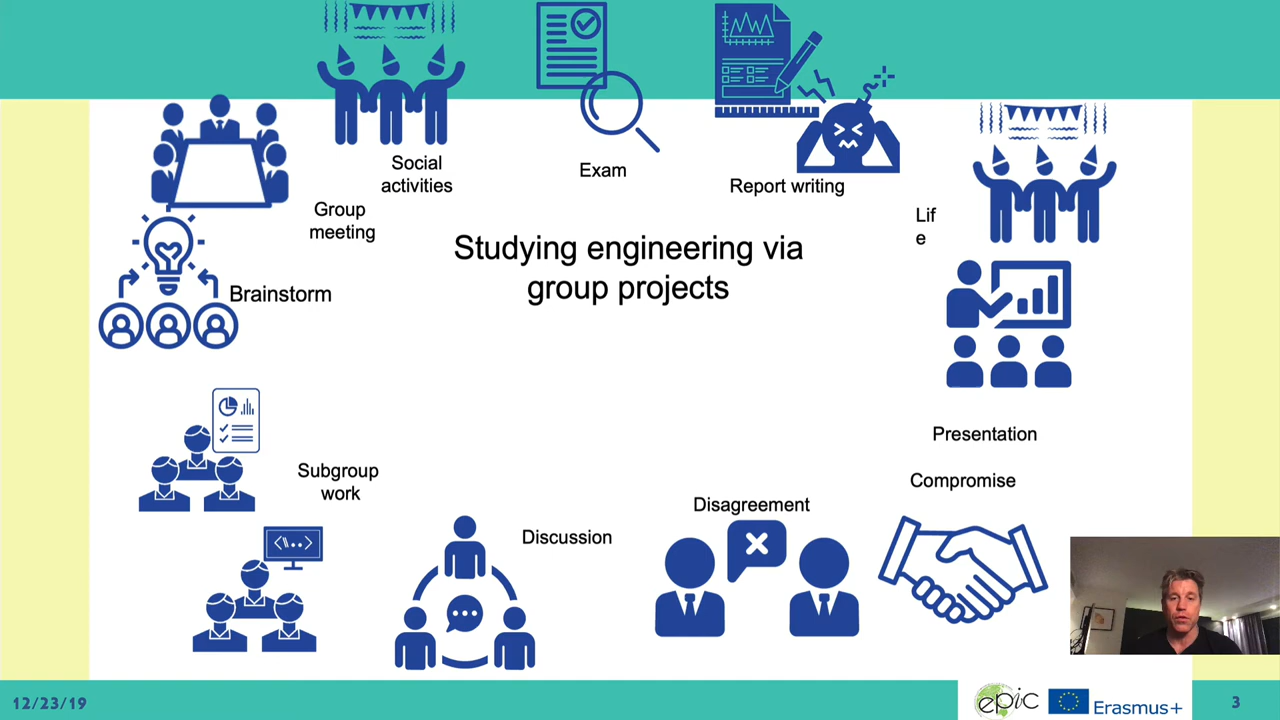 Social
activities
Exam
Report writing
Group
meeting
Lif
e
Studying engineering via
group projects
Brainstorm
Presentation
Subgroup
work
Compromise
Disagreement
Discussion
<\\..>
12/23/19
epic
Erasmus+
3